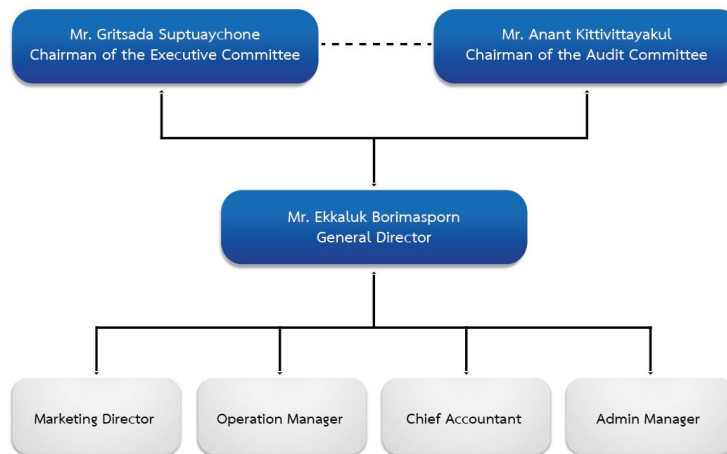 Mr. Gritsada Suptuaychone
Chairman of the Executive Committee
Mr. Anant Kittivittayakul
Chairman of the Audit Committee
Mr. Ekkaluk Borimasporn
General Director
Marketing Director
Operation Manager
Chief Accountant
Admin Manager